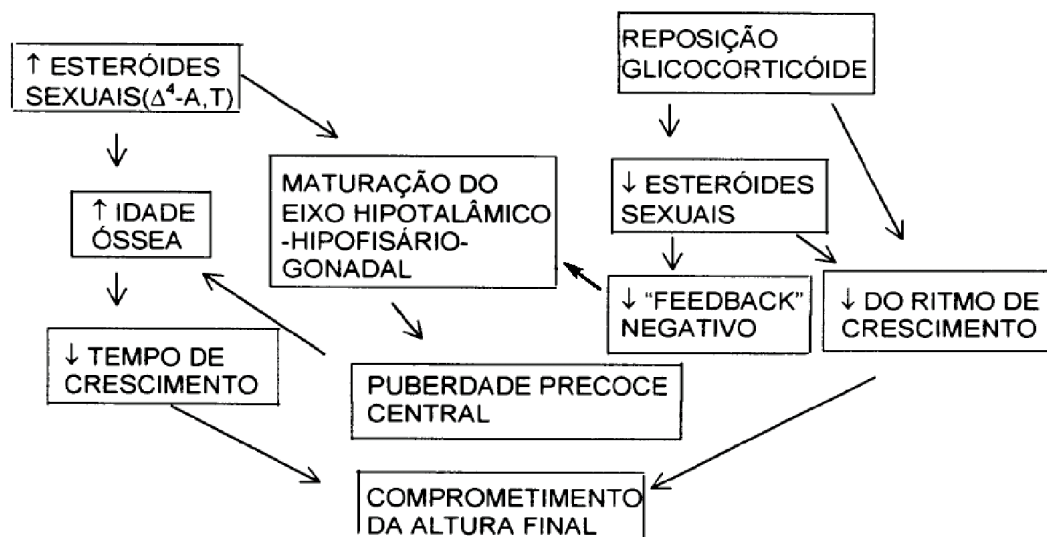 ↑ ESTERÓIDES
SEXUAIS(Δ⁴-A,T)
REPOSIÇÃO
GLICOCORTICÓIDE
MATURAÇÃO DO
EIXO HIPOTALÂMICO
-HIPOFISÁRIO-
GONADAL
↓ ESTERÓIDES
SEXUAIS
↑ IDADE
ÓSSEA
↓ "FEEDBACK"
NEGATIVO
↓ DO RITMO DE
CRESCIMENTO
↓ TEMPO DE
CRESCIMENTO
PUBERDADE PRECOCE
CENTRAL
COMPROMETIMENTO
DA ALTURA FINAL